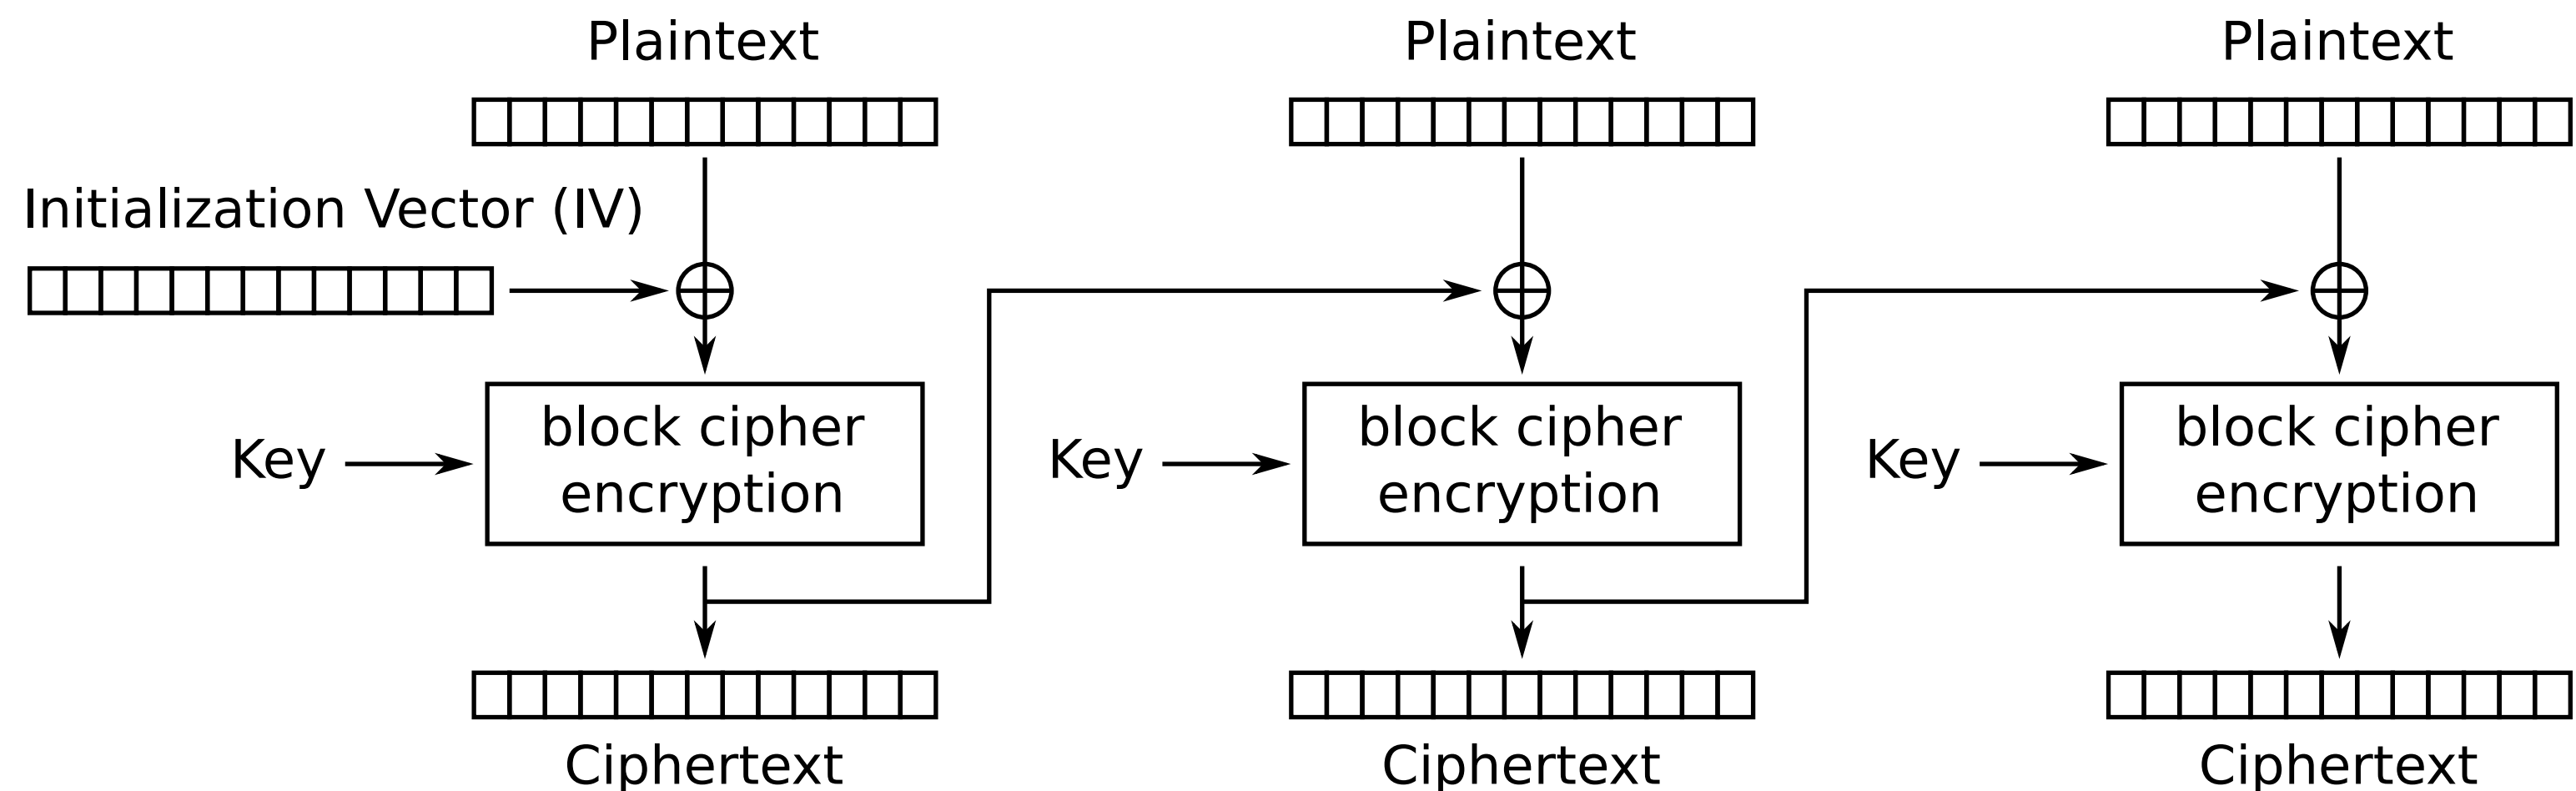 Plaintext
Plaintext
Plaintext
Initialization Vector (IV)
Key
block cipher
encryption
Key
block cipher
encryption
Key
block cipher
encryption
Ciphertext
Ciphertext
Ciphertext